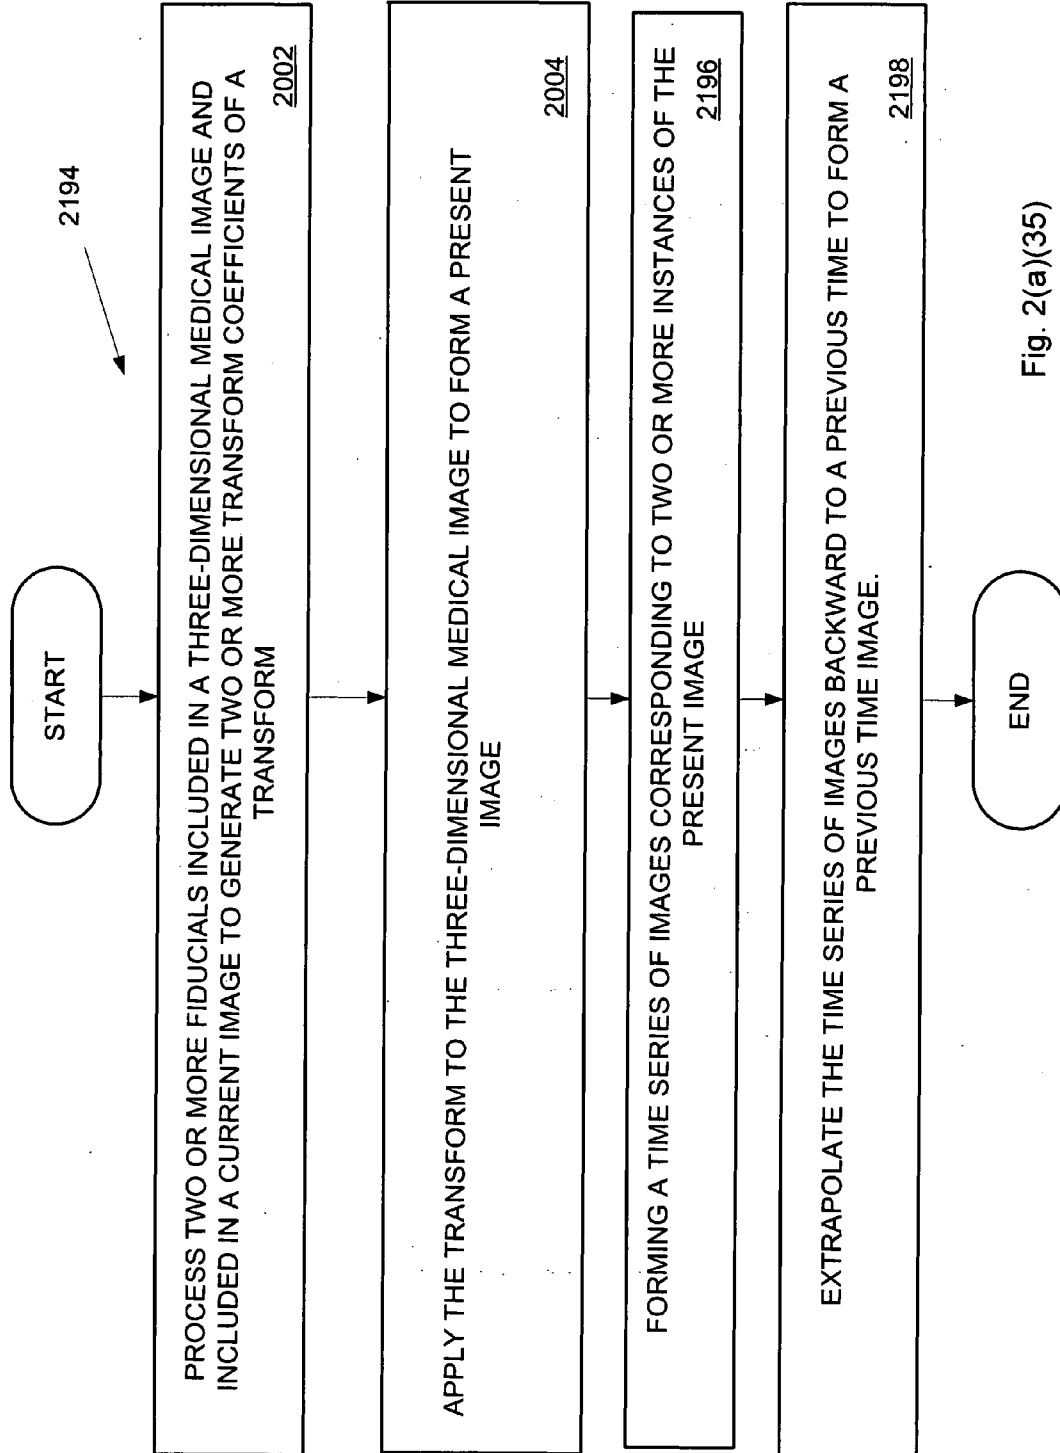 2194
START
PROCESS TWO OR MORE FIDUCIALS INCLUDED IN A THREE-DIMENSIONAL MEDICAL IMAGE AND
INCLUDED IN A CURRENT IMAGE TO GENERATE TWO OR MORE TRANSFORM COEFFICIENTS OF A
TRANSFORM
2002
APPLY THE TRANSFORM TO THE THREE-DIMENSIONAL MEDICAL IMAGE TO FORM A PRESENT
IMAGE
2004
FORMING A TIME SERIES OF IMAGES CORRESPONDING TO TWO OR MORE INSTANCES OF THE
PRESENT IMAGE
2196
EXTRAPOLATE THE TIME SERIES OF IMAGES BACKWARD TO A PREVIOUS TIME TO FORM A
PREVIOUS TIME IMAGE.
2198
END
Fig. 2(a)(35)